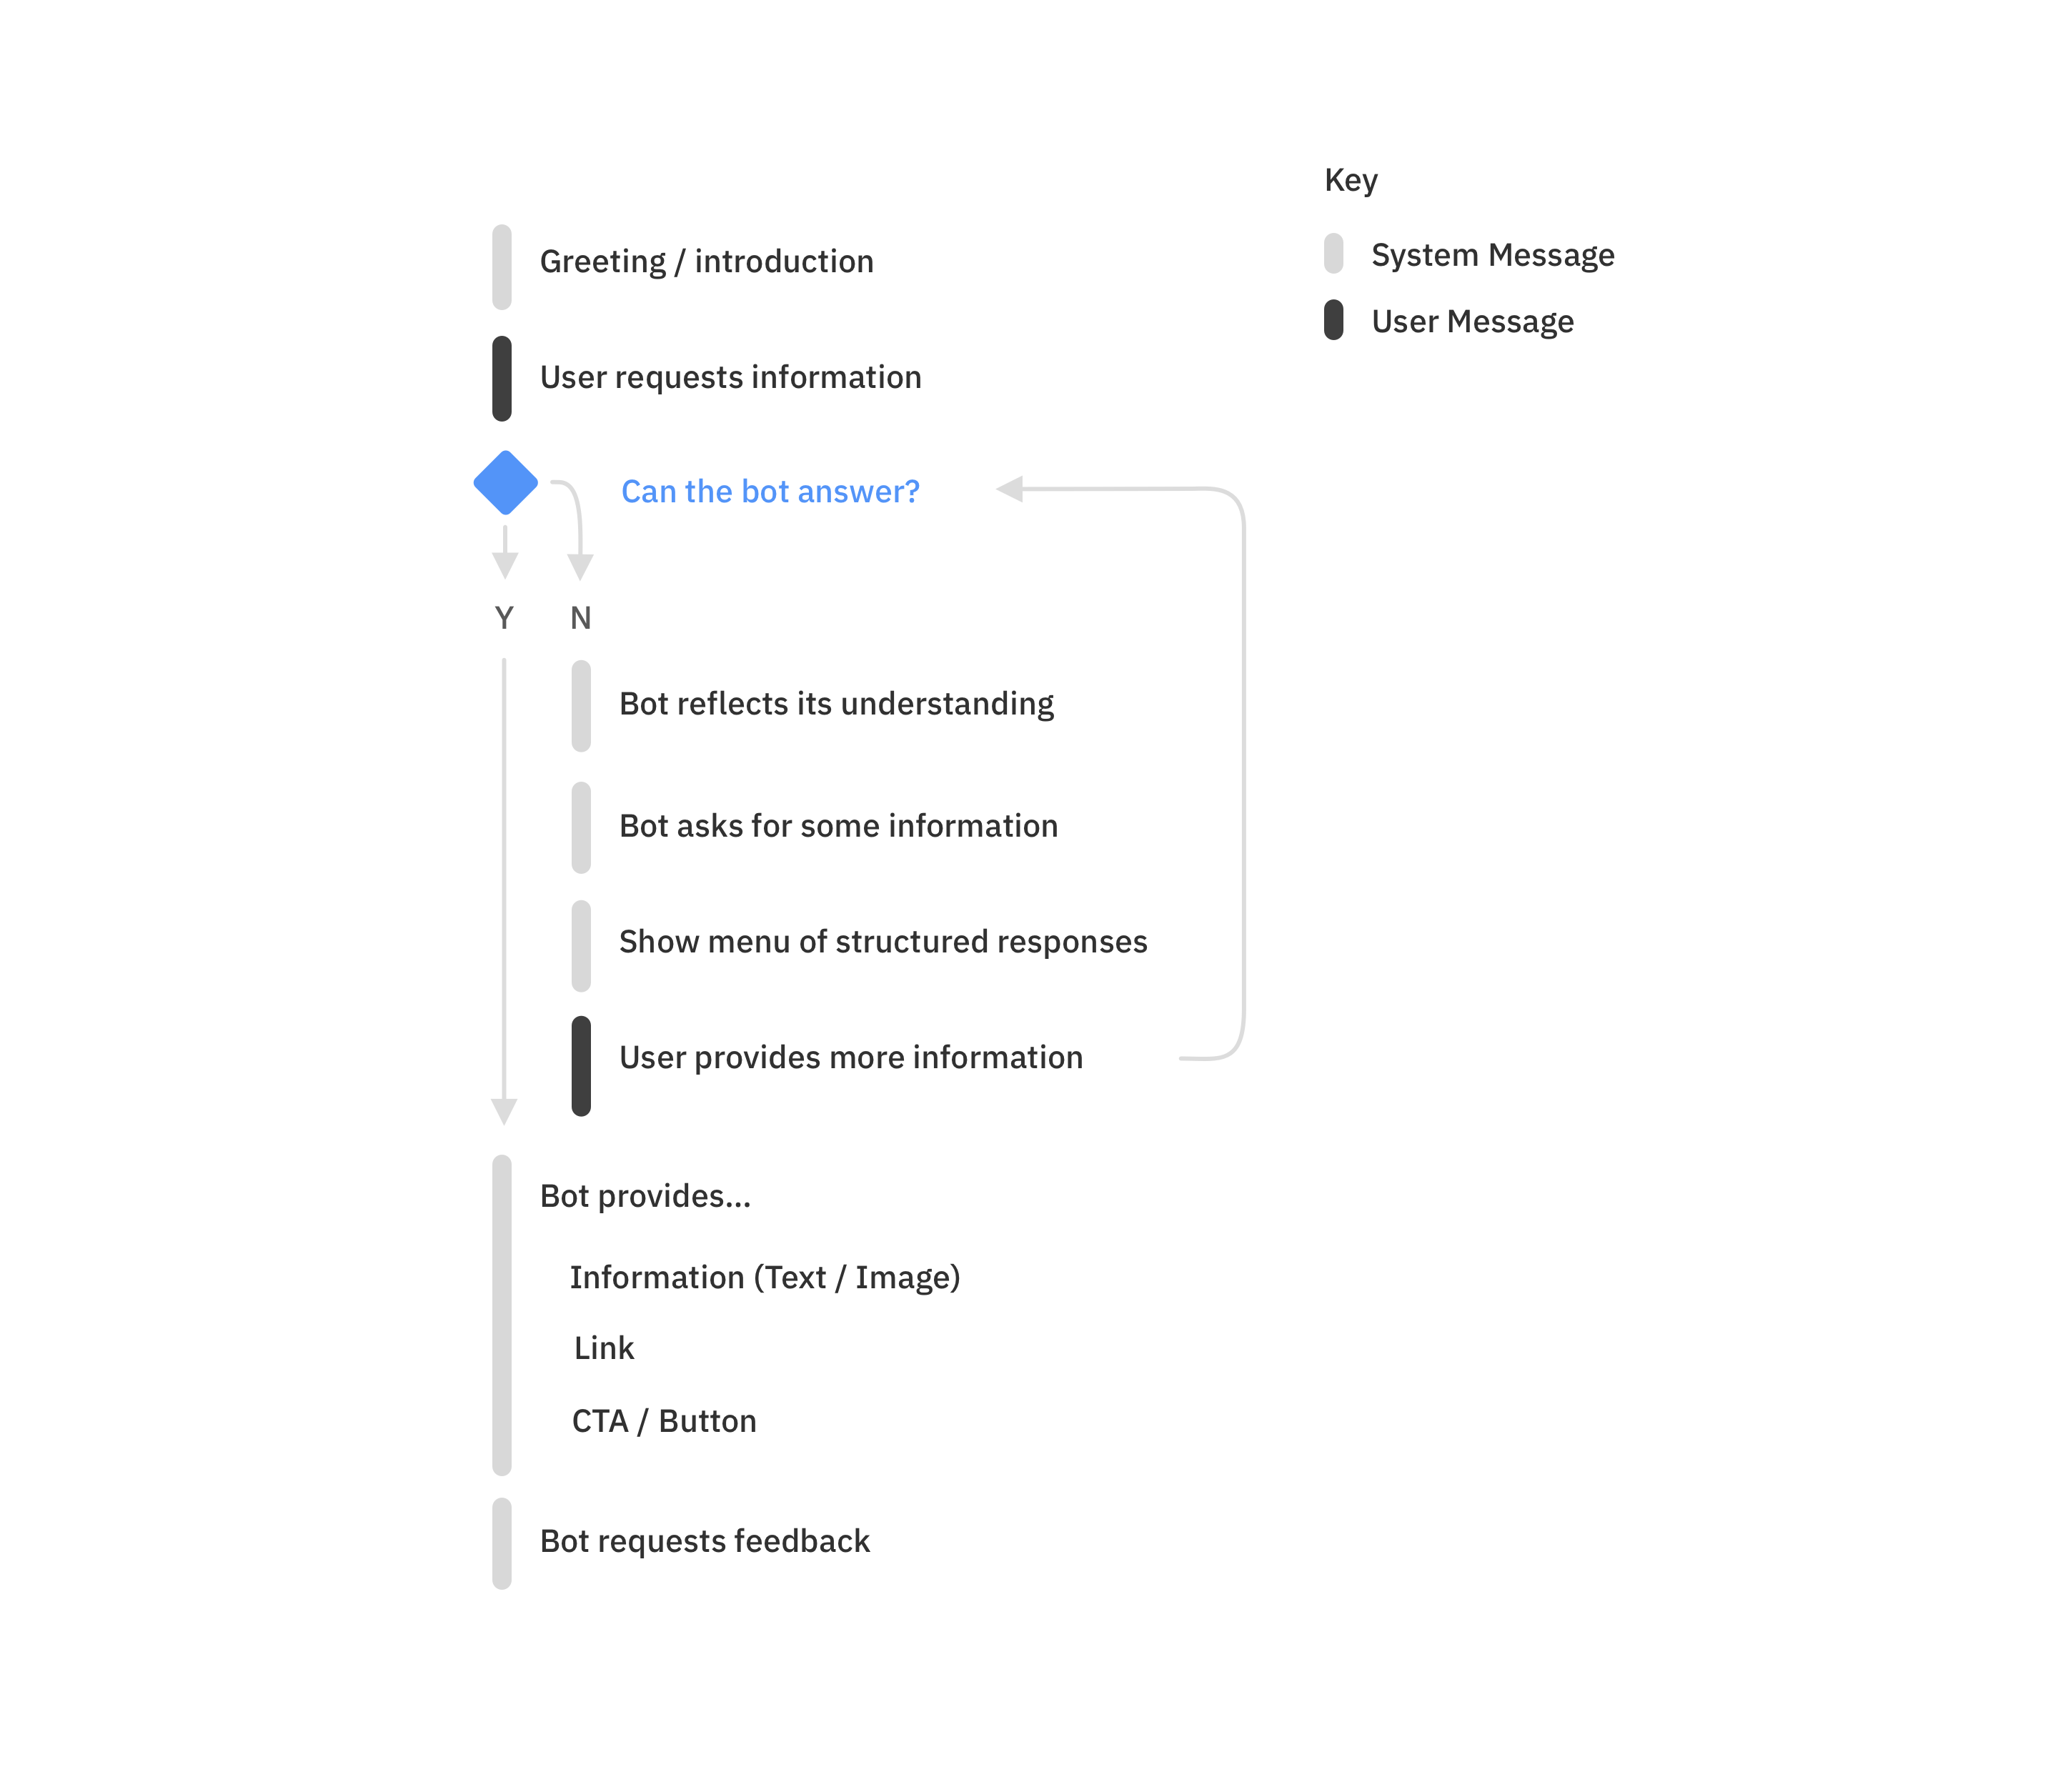 Key
System Message
User Message
Greeting / introduction
User requests information
Can the bot answer?
Y
N
Bot reflects its understanding
Bot asks for some information
Show menu of structured responses
User provides more information
Bot provides...
Information (Text / Image)
Link
CTA / Button
Bot requests feedback